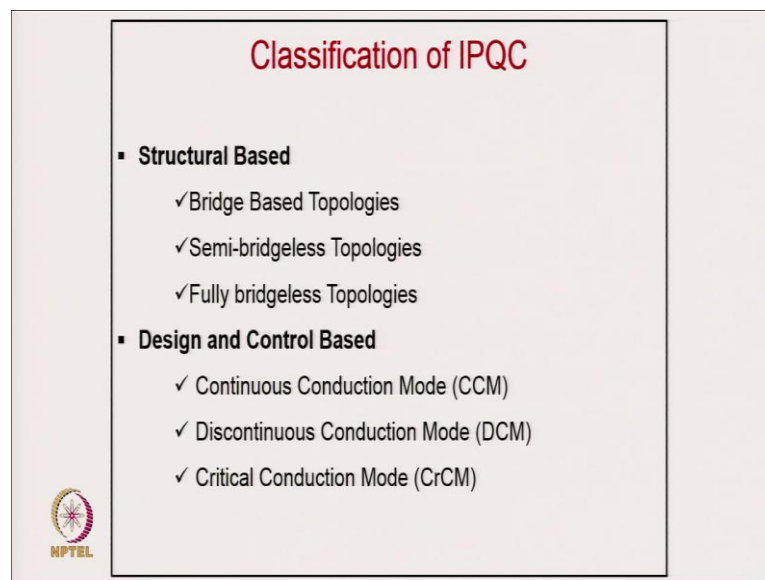 Classification of IPQC
▪ Structural Based
✓Bridge Based Topologies
✓Semi-bridgeless Topologies
✓Fully bridgeless Topologies
▪ Design and Control Based
✓ Continuous Conduction Mode (CCM)
✓ Discontinuous Conduction Mode (DCM)
✓ Critical Conduction Mode (CrCM)
NPTEL